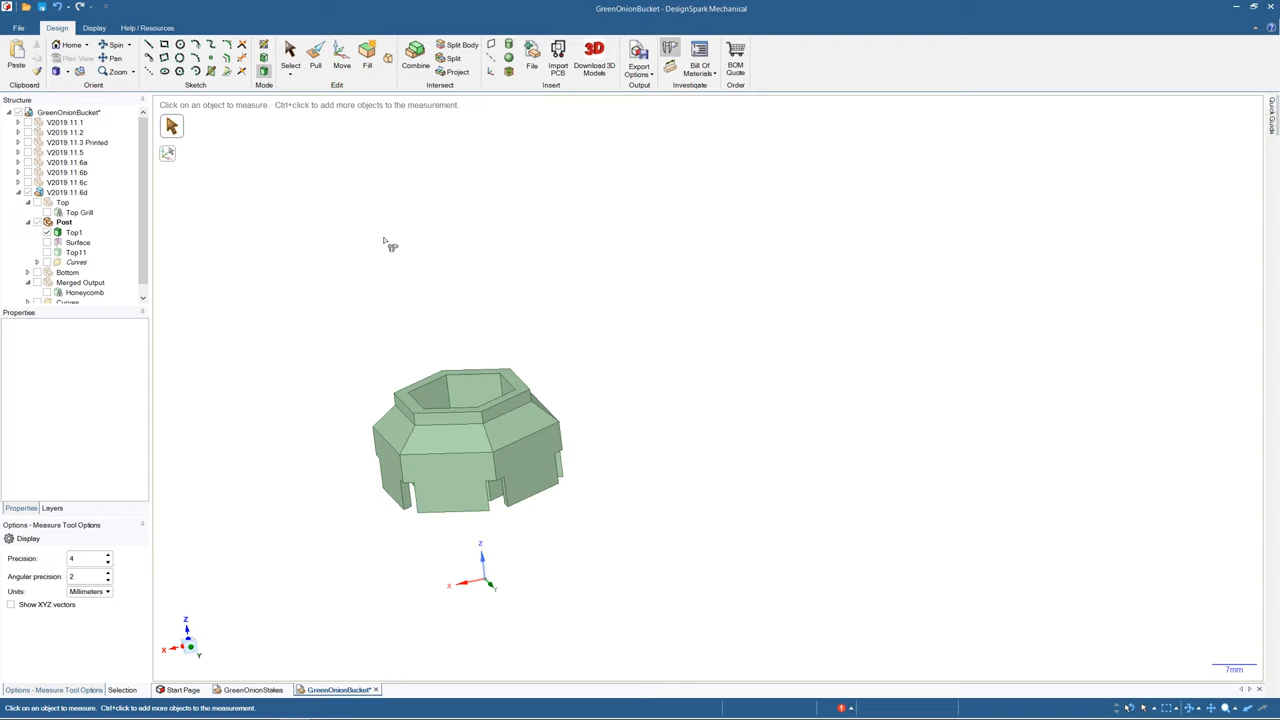 GreenOnionBucket - DesignSpark Mechanical
File Design Display Help / Resources
Home Spin Split Body
Plan View Pan Split
Zoom Project
Paste Select Pull Move Fill Combine File Import PCB Download 3D Models Export Options Bill Of Materials BOM Quote
Clipboard Orient Sketch Mode Edit Intersect Insert Output Investigate Order
Structure
Click on an object to measure. Ctrl+click to add more objects to the measurement.
Quick Guide
GreenOnionBucket*
V2019.11.1
V2019.11.2
V2019.11.3 Printed
V2019.11.5
V2019.11.6a
V2019.11.6b
V2019.11.6c
V2019.11.6d
Top
Top Grill
Post
Top1
Surface
Top11
Curves
Bottom
Merged Output
Honeycomb
Curves
Properties
Properties Layers
Options - Measure Tool Options
Display
Precision: 4
Angular precision: 2
Units: Millimeters
Show XYZ vectors
Z
X
Y
Z
X
Y
7mm
Options - Measure Tool Options Selection Start Page GreenOnionStakes GreenOnionBucket*
Click on an object to measure. Ctrl+click to add more objects to the measurement.